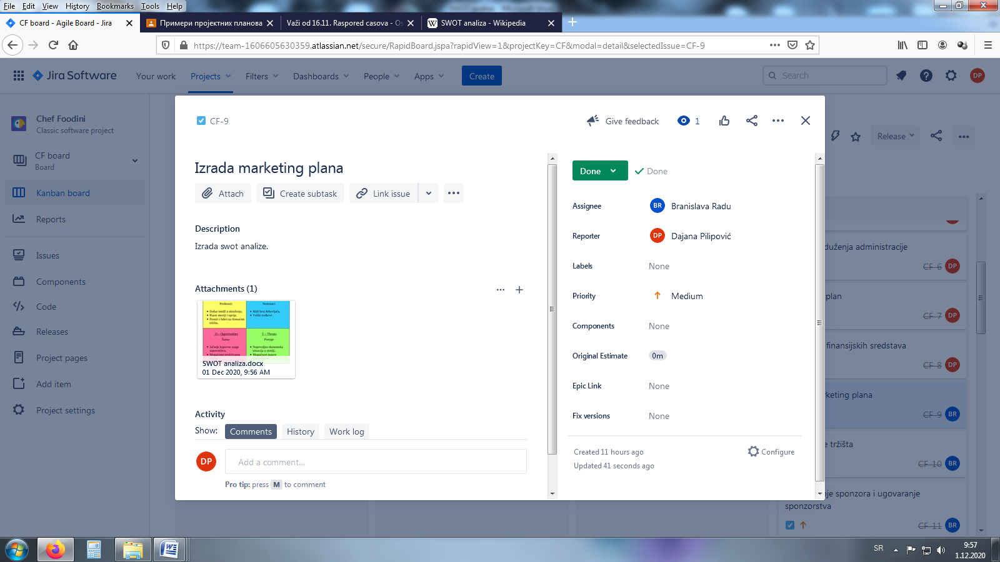 File Edit View History Bookmarks Tools Help
CF board - Agile Board - Jira
Примери пројектних планова
Važi od 16.11. Raspored casova - Os
SWOT analiza - Wikipedia
https://team-1606605630359.atlassian.net/secure/RapidBoard.jspa?rapidView=1&projectKey=CF&modal=detail&selectedIssue=CF-9
Jira Software
Your work Projects Filters Dashboards People Apps Create
Search
DP
Chef Foodini
Classic software project
CF board
Board
Kanban board
Reports
Issues
Components
Code
Releases
Project pages
Add item
Project settings
CF-9
Give feedback 1
Izrada marketing plana
Attach Create subtask Link issue
Description
Izrada swot analize.
Attachments (1)
Prednosti:
Nedostaci:
O – Opportunities
Šanse:
T – Threats
Pretnje:
SWOT analiza.docx
01 Dec 2020, 9:56 AM
Activity
Show: Comments History Work log
DP Add a comment...
Pro tip: press M to comment
Done Done
Assignee BR Branislava Radu
Reporter DP Dajana Pilipović
Labels None
Priority Medium
Components None
Original Estimate 0m
Epic Link None
Fix versions None
Created 11 hours ago
Configure
Updated 41 seconds ago
Release
duženja administracije
CF-6 DP
plan
CF-7 DP
finansijskih sredstava
CF-8 DP
rketing plana
CF-9 BR
e tržišta
CF-10 BR
nje sponzora i ugovaranje
sponzorstva
CF-11 BR
SR
9:57
1.12.2020